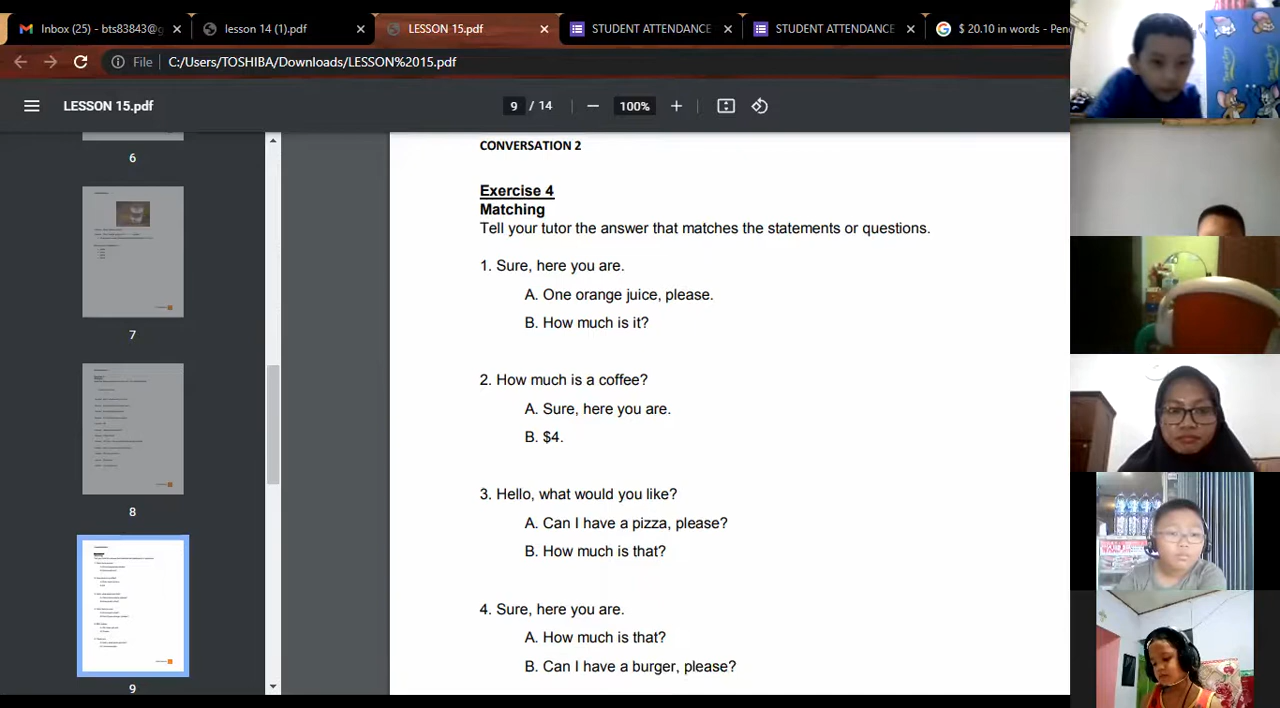 Inbox (25) - bts83843@g
lesson 14 (1).pdf
LESSON 15.pdf
STUDENT ATTENDANCE
STUDENT ATTENDANCE
$ 20.10 in words - Pen
File
C:/Users/TOSHIBA/Downloads/LESSON%2015.pdf
LESSON 15.pdf
9 / 14
100%
6
7
8
9
CONVERSATION 2
Exercise 4
Matching
Tell your tutor the answer that matches the statements or questions.
1. Sure, here you are.
A. One orange juice, please.
B. How much is it?
2. How much is a coffee?
A. Sure, here you are.
B. $4.
3. Hello, what would you like?
A. Can I have a pizza, please?
B. How much is that?
4. Sure, here you are.
A. How much is that?
B. Can I have a burger, please?